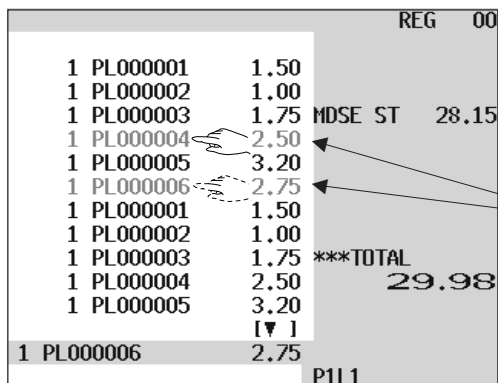 REG 00
1 PL000001 1.50
1 PL000002 1.00
1 PL000003 1.75 MDSE ST 28.15
1 PL000004 2.50
1 PL000005 3.20
1 PL000006 2.75
1 PL000001 1.50
1 PL000002 1.00
1 PL000003 1.75 ***TOTAL
1 PL000004 2.50 29.98
1 PL000005 3.20
[▼ ]
1 PL000006 2.75
P1L1